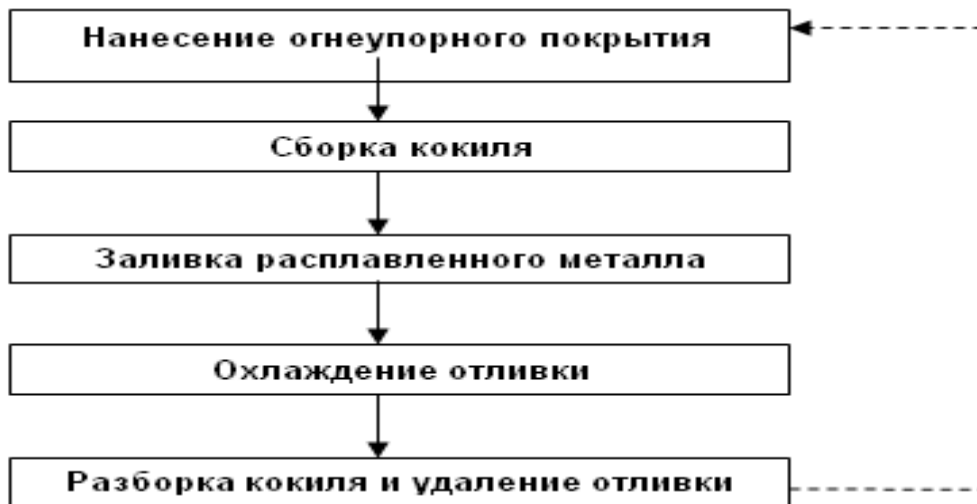 Нанесение огнеупорного покрытия
Сборка кокиля
Заливка расплавленного металла
Охлаждение отливки
Разборка кокиля и удаление отливки